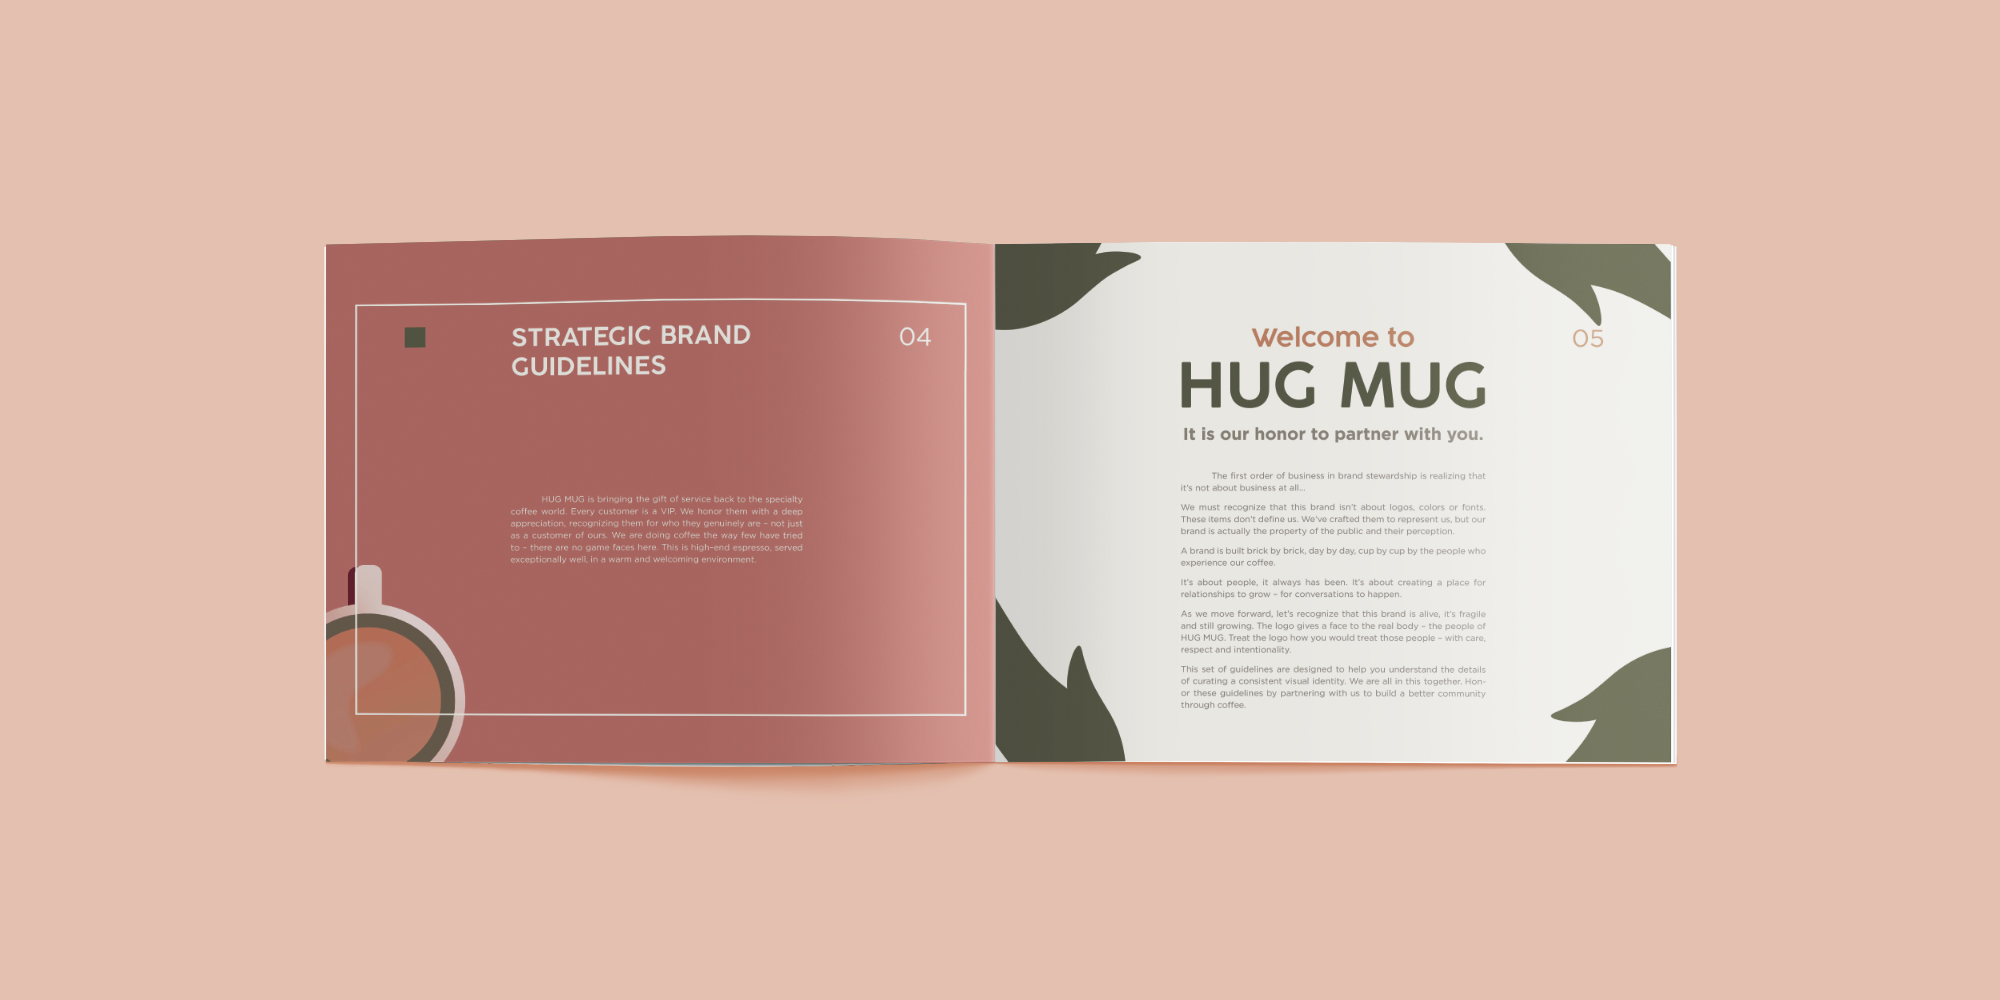 STRATEGIC BRAND
GUIDELINES
04
HUG MUG is bringing the gift of service back to the specialty
coffee world. Every customer is a VIP. We honor them with a deep
appreciation, recognizing them for who they genuinely are – not just
as a customer of ours. We are doing coffee the way few have tried
to – there are no game faces here. This is high-end espresso, served
exceptionally well, in a warm and welcoming environment.
Welcome to
05
HUG MUG
It is our honor to partner with you.
The first order of business in brand stewardship is realizing that
it's not about business at all...
We must recognize that this brand isn't about logos, colors or fonts.
These items don't define us. We've crafted them to represent us, but our
brand is actually the property of the public and their perception.
A brand is built brick by brick, day by day, cup by cup by the people who
experience our coffee.
It's about people, it always has been. It's about creating a place for
relationships to grow – for conversations to happen.
As we move forward, let's recognize that this brand is alive, it's fragile
and still growing. The logo gives a face to the real body – the people of
HUG MUG. Treat the logo how you would treat those people – with care,
respect and intentionality.
This set of guidelines are designed to help you understand the details
of curating a consistent visual identity. We are all in this together. Hon-
or these guidelines by partnering with us to build a better community
through coffee.